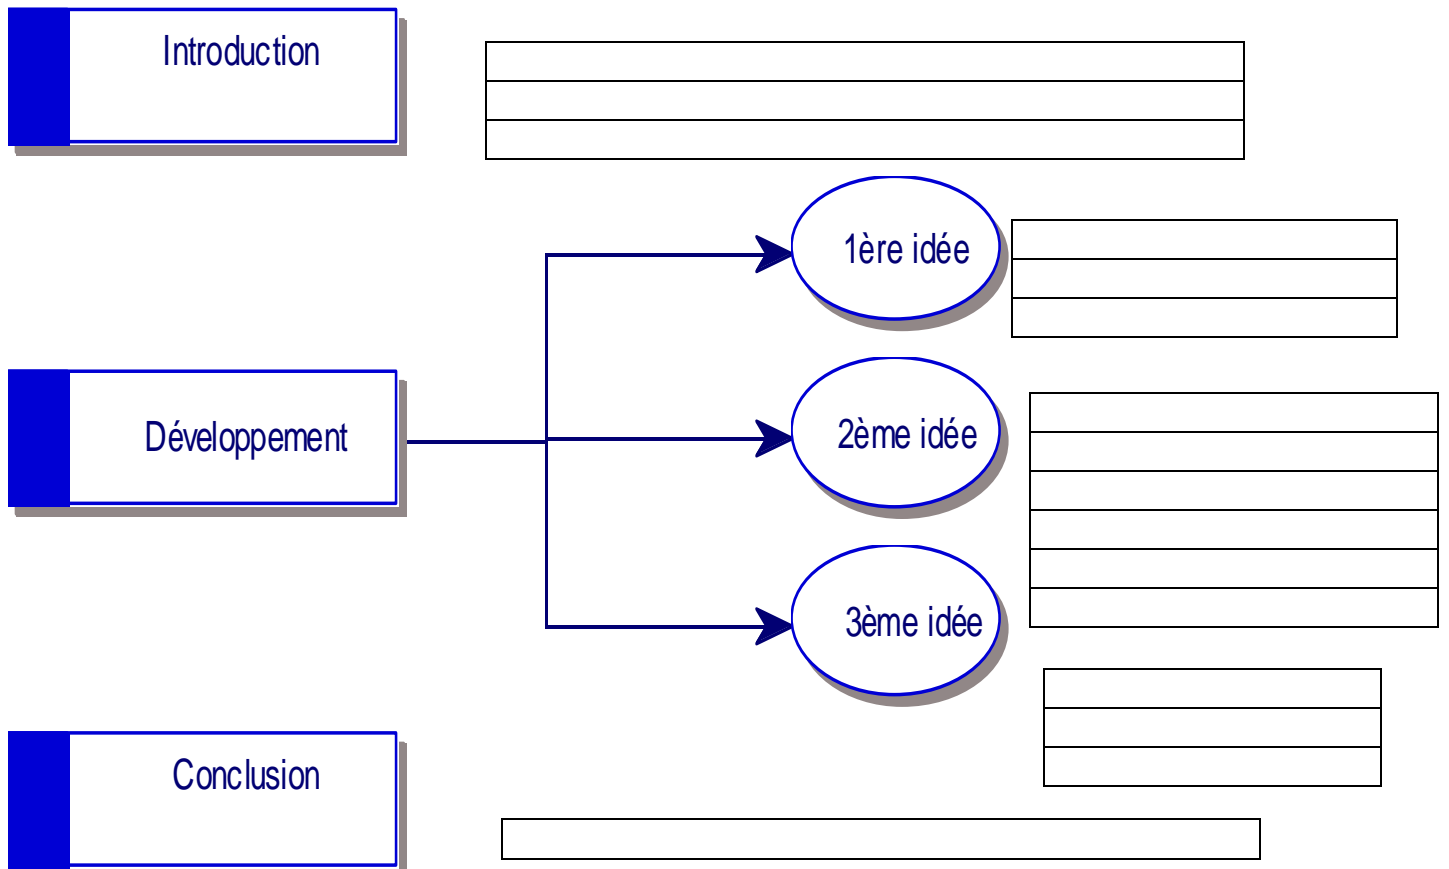 Introduction
1ère idée
Développement
2ème idée
3ème idée
Conclusion